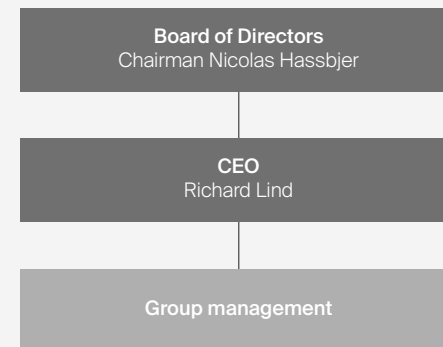 Board of Directors
Chairman Nicolas Hassbjer
CEO
Richard Lind
Group management